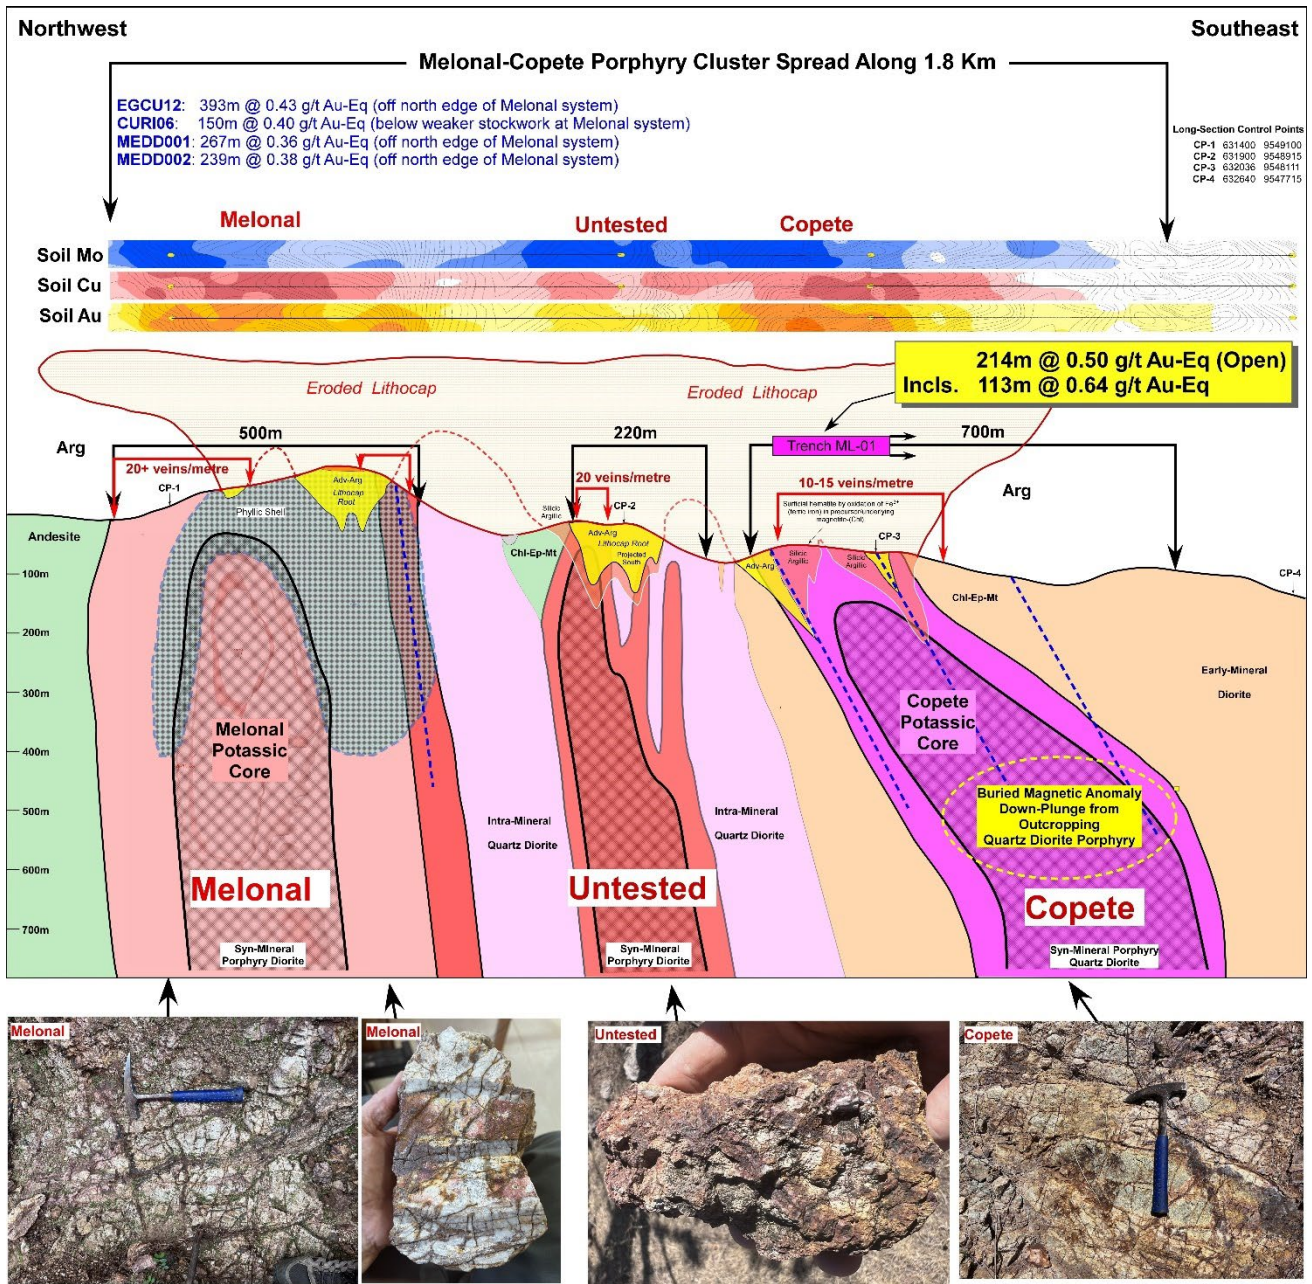 Northwest
Southeast
Melonal-Copete Porphyry Cluster Spread Along 1.8 Km
EGCU12: 393m @ 0.43 g/t Au-Eq (off north edge of Melonal system)
CURI06: 150m @ 0.40 g/t Au-Eq (below weaker stockwork at Melonal system)
MEDD001: 267m @ 0.36 g/t Au-Eq (off north edge of Melonal system)
MEDD002: 239m @ 0.38 g/t Au-Eq (off north edge of Melonal system)
Long-Section Control Points
CP-1 631400 9549100
CP-2 631900 9548915
CP-3 632036 9548111
CP-4 632640 9547715
Melonal
Untested
Copete
Soil Mo
Soil Cu
Soil Au
214m @ 0.50 g/t Au-Eq (Open)
Incls. 113m @ 0.64 g/t Au-Eq
Eroded Lithocap
Eroded Lithocap
Arg
500m
220m
Trench ML-01
700m
20+ veins/metre
20 veins/metre
10-15 veins/metre
Arg
CP-1
Adv-Arg
Lithocap
Root
Phyllic Shell
Silicic
Argillic
CP-2
Adv-Arg
Lithocap Root
Projected
South
Surficial hematite by oxidation of Fe
(ferric iron) in precursor/underlying
Silicic
Argillic
Silicic
Argillic
CP-3
Adv-Arg
Andesite
Chl-Ep-Mt
Chl-Ep-Mt
CP-4
100m
200m
300m
400m
500m
600m
700m
Early-Mineral
Diorite
Melonal
Potassic
Core
Copete
Potassic
Core
Buried Magnetic Anomaly
Down-Plunge from
Outcropping
Quartz Diorite Porphyry
Intra-Mineral
Quartz Diorite
Intra-Mineral
Quartz Diorite
Melonal
Untested
Copete
Syn-Mineral
Porphyry Diorite
Syn-Mineral
Porphyry Diorite
Syn-Mineral Porphyry
Quartz Diorite
Melonal
Melonal
Untested
Copete